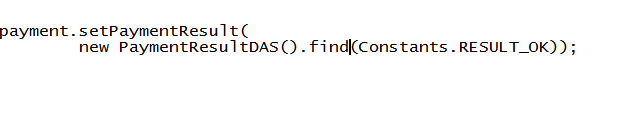 payment.setPaymentResult(
new PaymentResultDAS().find(Constants.RESULT_OK));